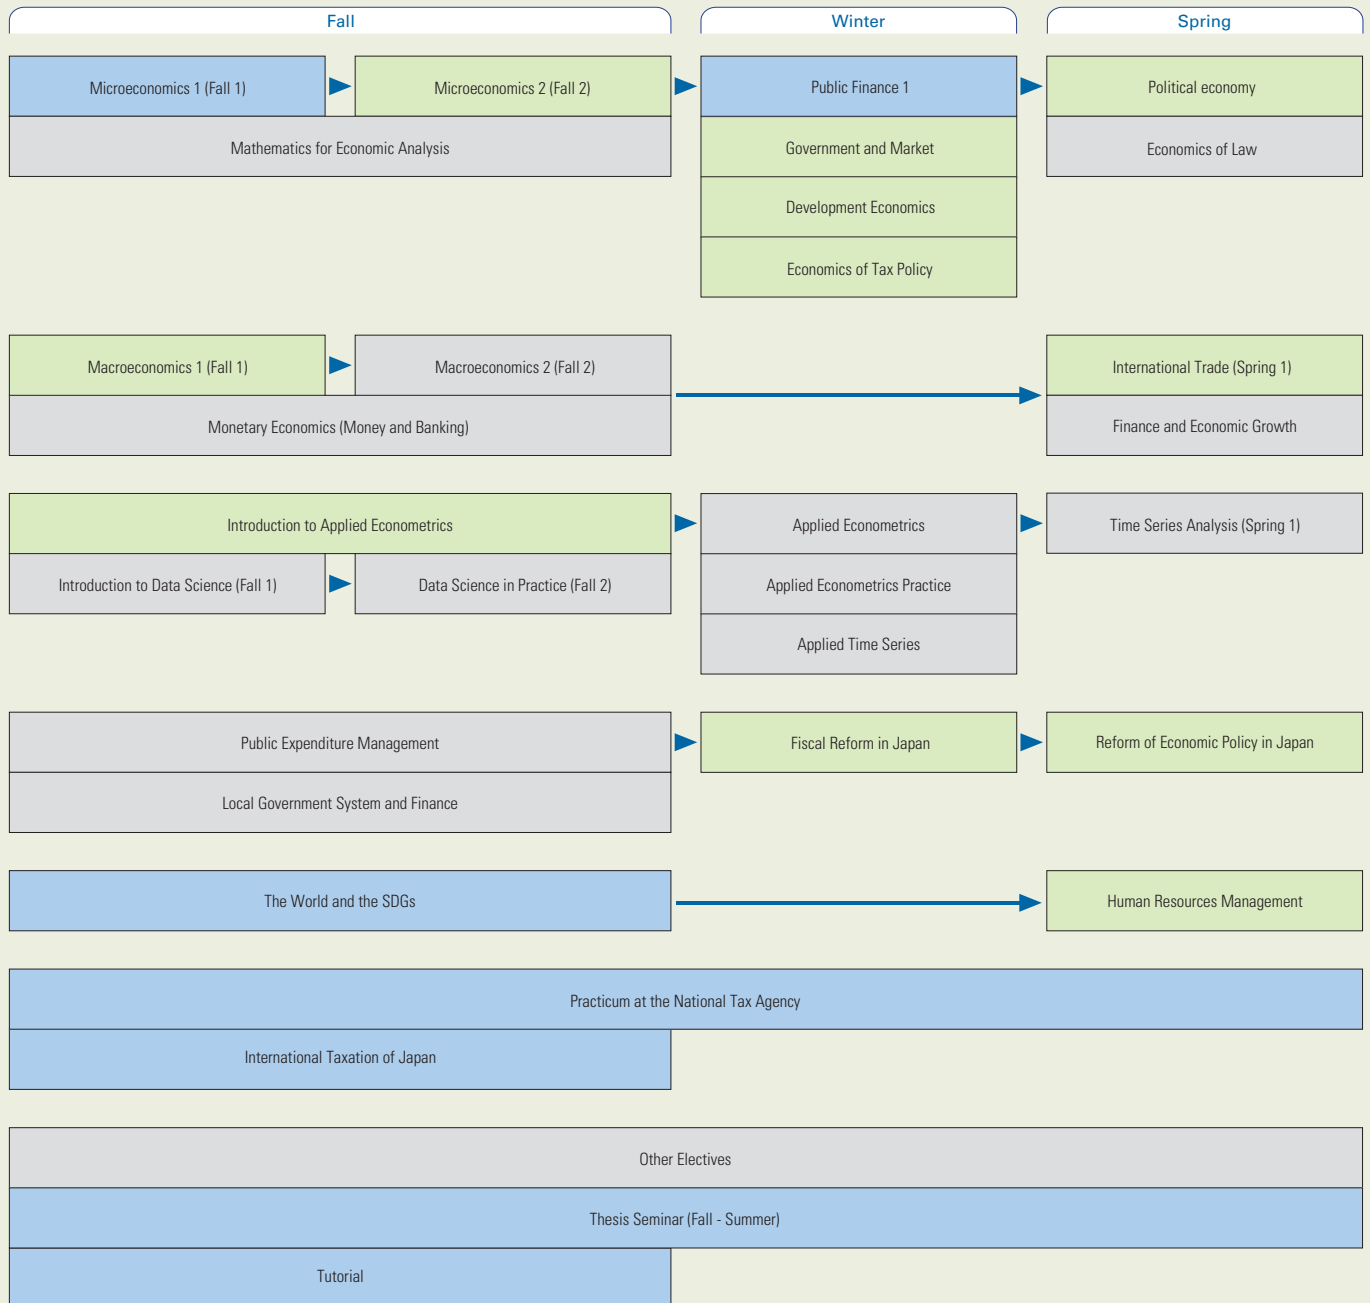 Fall
Winter
Spring
Microeconomics 1 (Fall 1)
Microeconomics 2 (Fall 2)
Public Finance 1
Political economy
Mathematics for Economic Analysis
Government and Market
Economics of Law
Development Economics
Economics of Tax Policy
Macroeconomics 1 (Fall 1)
Macroeconomics 2 (Fall 2)
International Trade (Spring 1)
Monetary Economics (Money and Banking)
Finance and Economic Growth
Introduction to Applied Econometrics
Applied Econometrics
Time Series Analysis (Spring 1)
Introduction to Data Science (Fall 1)
Data Science in Practice (Fall 2)
Applied Econometrics Practice
Applied Time Series
Public Expenditure Management
Fiscal Reform in Japan
Reform of Economic Policy in Japan
Local Government System and Finance
The World and the SDGs
Human Resources Management
Practicum at the National Tax Agency
International Taxation of Japan
Other Electives
Thesis Seminar (Fall - Summer)
Tutorial